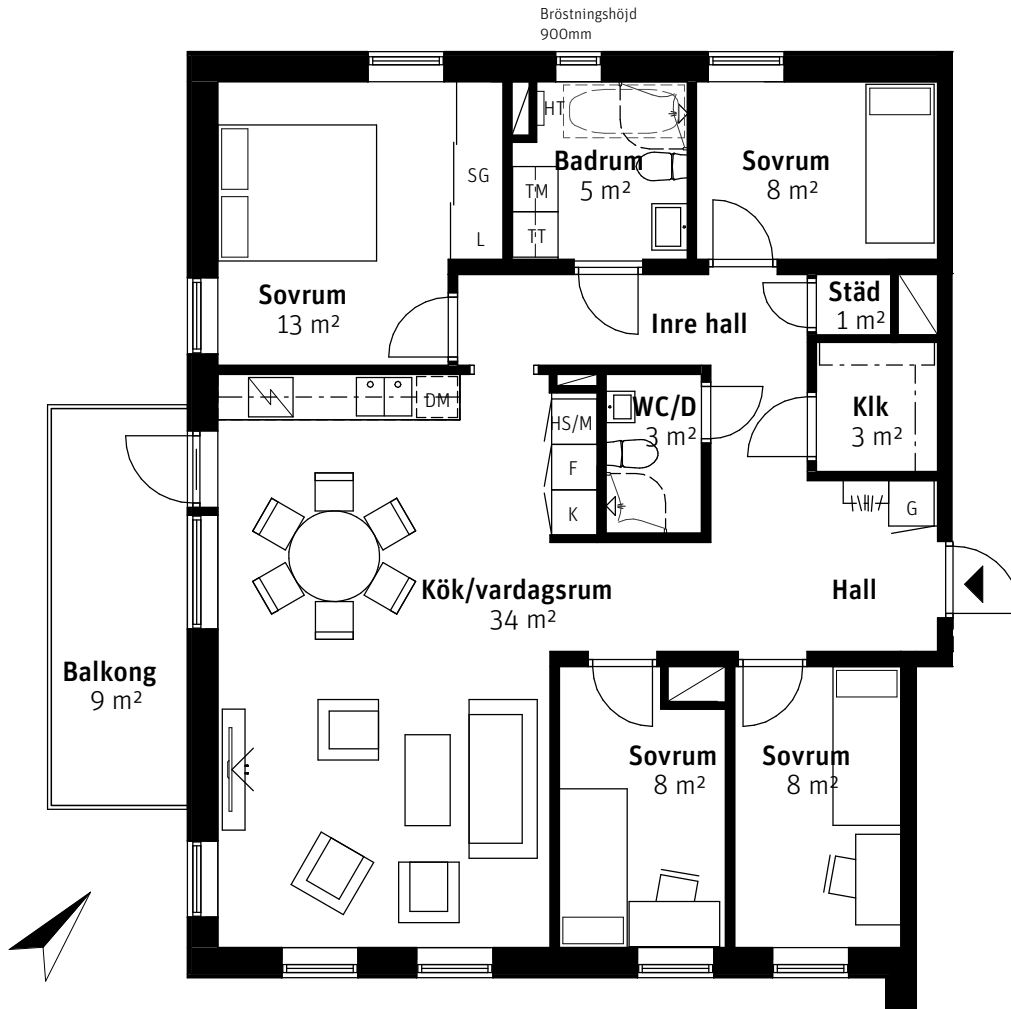 Bröstningshöjd
900mm
HT
Badrum
5 m²
Sovrum
8 m²
SG
TM
L
TT
Sovrum
13 m²
Inre hall
Städ
1 m²
DM
HS/M
WC/D
3 m²
Klk
3 m²
F
K
G
Kök/vardagsrum
34 m²
Hall
Balkong
9 m²
Sovrum
8 m²
Sovrum
8 m²